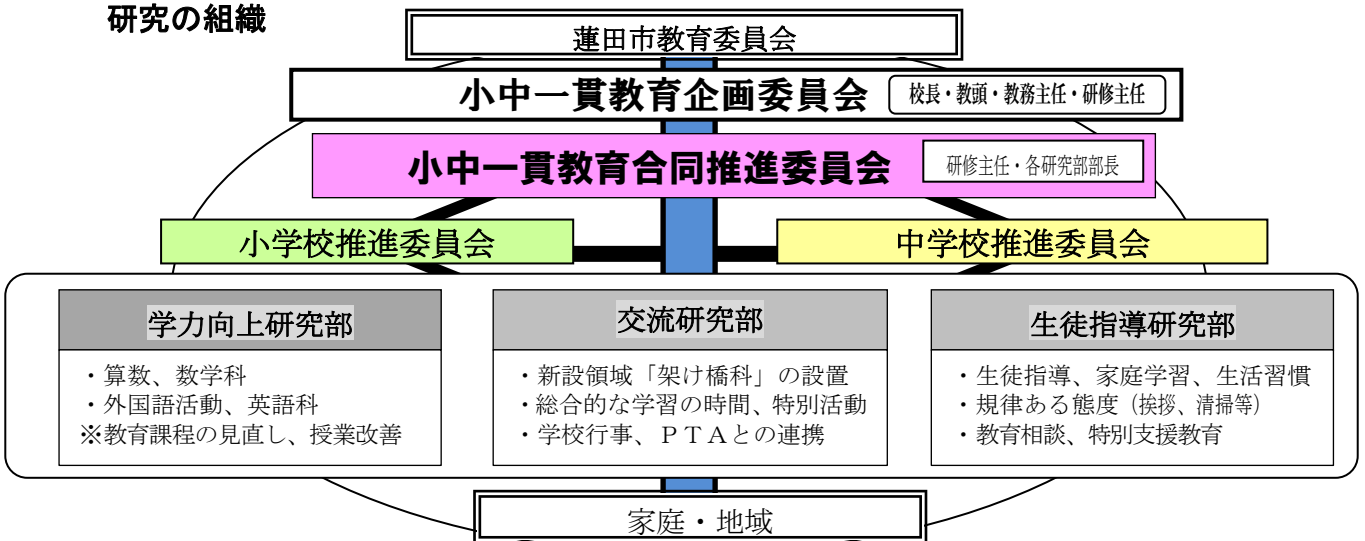 研究の組織
蓮田市教育委員会
小中一貫教育企画委員会 校長・教頭・教務主任・研修主任
小中一貫教育合同推進委員会 研修主任・各研究部部長
小学校推進委員会
中学校推進委員会
学力向上研究部
・算数、数学科
・外国語活動、英語科
※教育課程の見直し、授業改善
交流研究部
・新設領域「架け橋科」の設置
・総合的な学習の時間、特別活動
・学校行事、ＰＴＡとの連携
生徒指導研究部
・生徒指導、家庭学習、生活習慣
・規律ある態度（挨拶、清掃等）
・教育相談、特別支援教育
家庭・地域